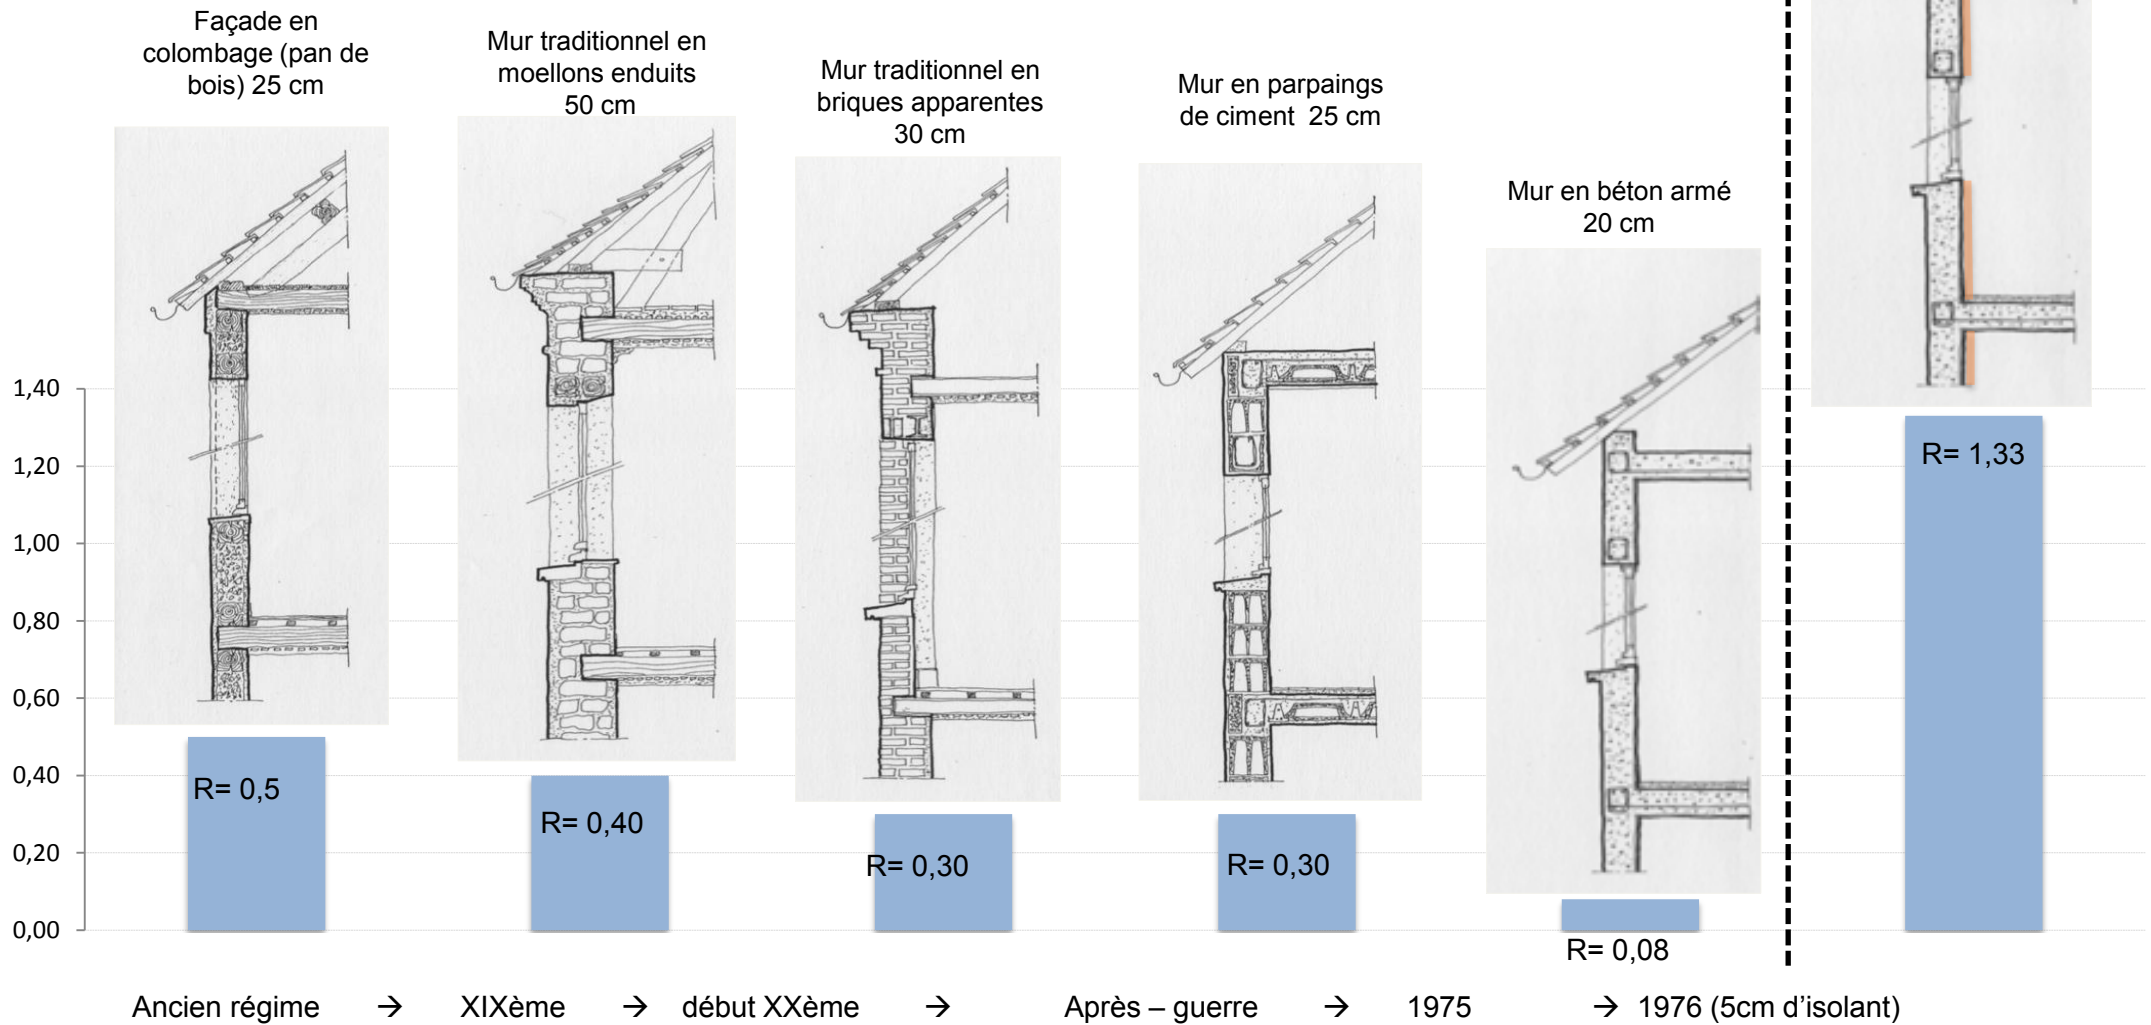 Façade en
colombage (pan de
bois) 25 cm
Mur traditionnel en
moellons enduits
50 cm
Mur traditionnel en
briques apparentes
30 cm
Mur en parpaings
de ciment 25 cm
Mur en béton armé
20 cm
1,40
1,20
1,00
0,80
0,60
0,40
0,20
0,00
R= 0,5
R= 0,40
R= 0,30
R= 0,30
R= 0,08
R= 1,33
Ancien régime → XIXème → début XXème → Après – guerre → 1975 → 1976 (5cm d’isolant)